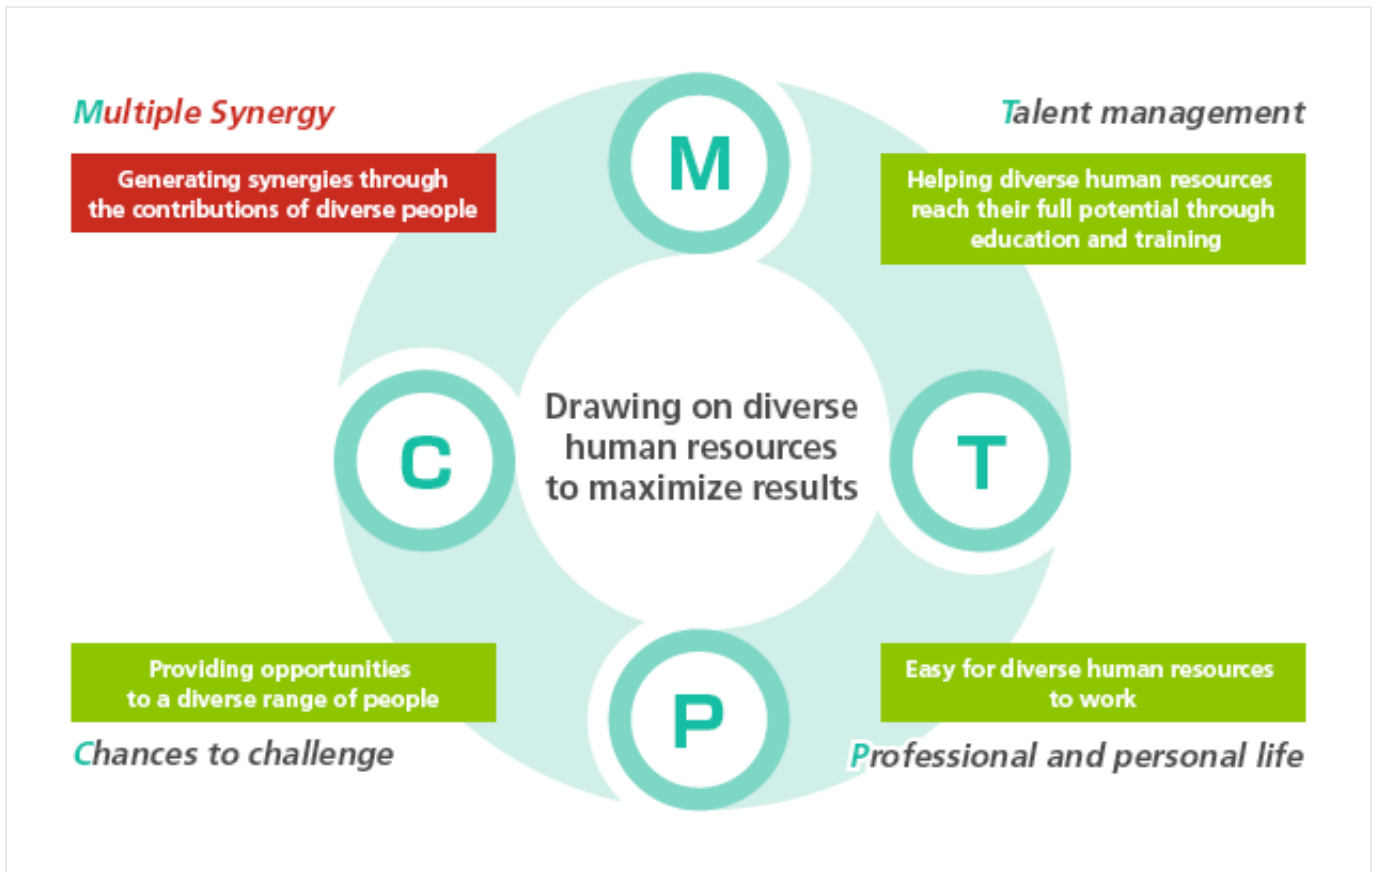 Multiple Synergy
Generating synergies through
the contributions of diverse people
M
Talent management
Helping diverse human resources
reach their full potential through
education and training
C
Drawing on diverse
human resources
to maximize results
T
Providing opportunities
to a diverse range of people
Chances to challenge
P
Easy for diverse human resources
to work
Professional and personal life